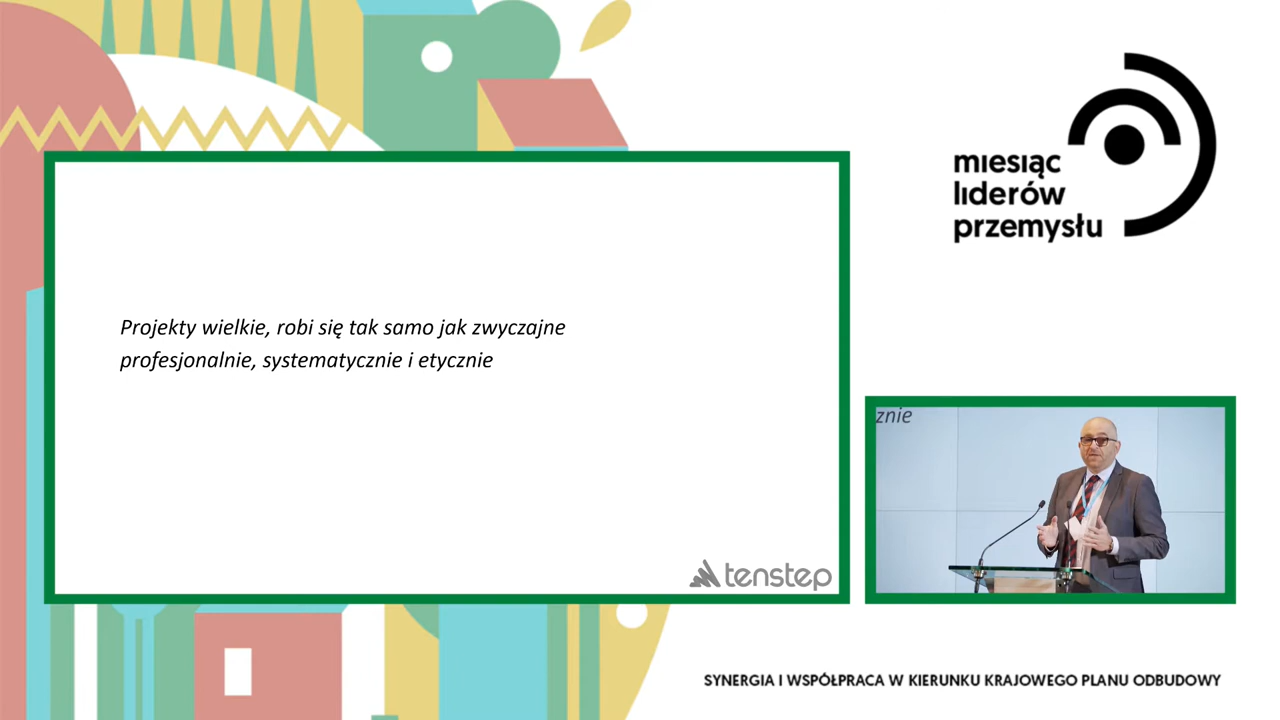 miesiąc
liderów
przemysłu
Projekty wielkie, robi się tak samo jak zwyczajne
profesjonalnie, systematycznie i etycznie
tenstep
znie
SYNERGIA I WSPÓŁPRACA W KIERUNKU KRAJOWEGO PLANU ODBUDOWY